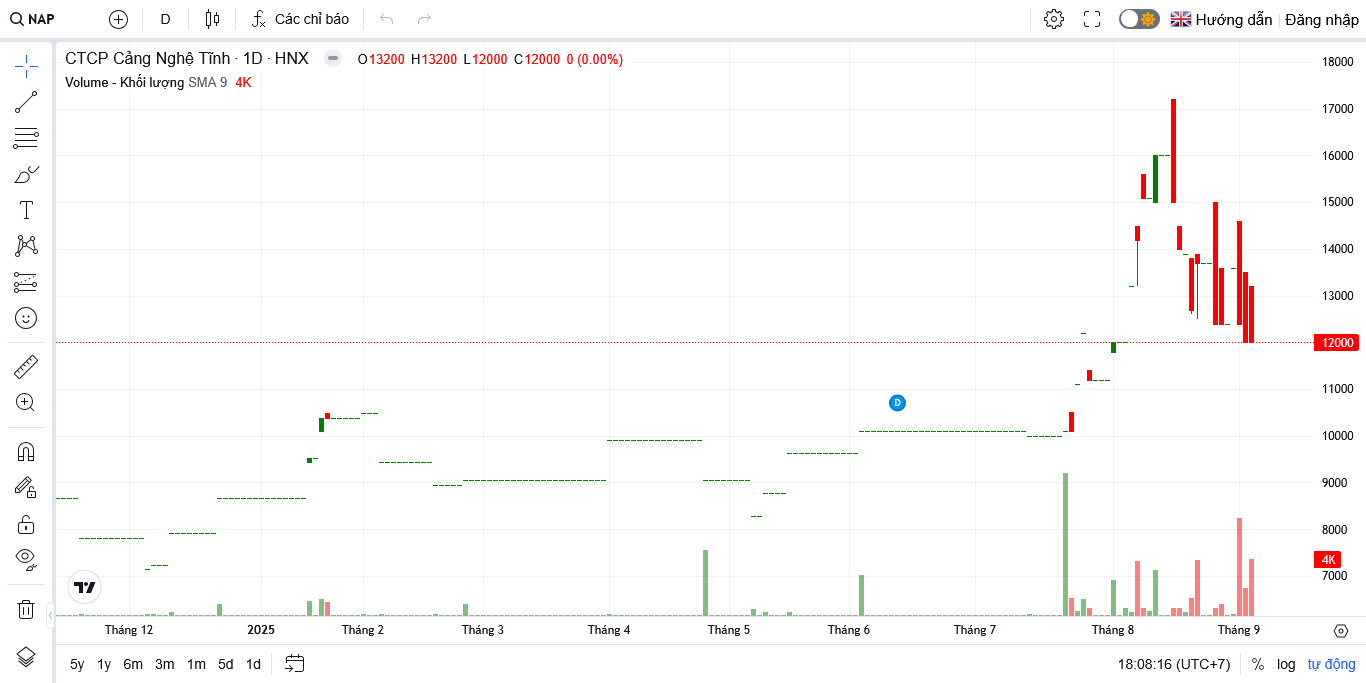 NAP D Các chỉ báo Hướng dẫn Đăng nhập
CTCP Cảng Nghệ Tĩnh · 1D · HNX O13200 H13200 L12000 C12000 0 (0.00%)
Volume - Khối lượng SMA 9 4K
18000
17000
16000
15000
14000
13000
12000
11000
D
10000
9000
8000
4K
7000
Tháng 12 2025 Tháng 2 Tháng 3 Tháng 4 Tháng 5 Tháng 6 Tháng 7 Tháng 8 Tháng 9
5y 1y 6m 3m 1m 5d 1d 18:08:16 (UTC+7) % log tự động